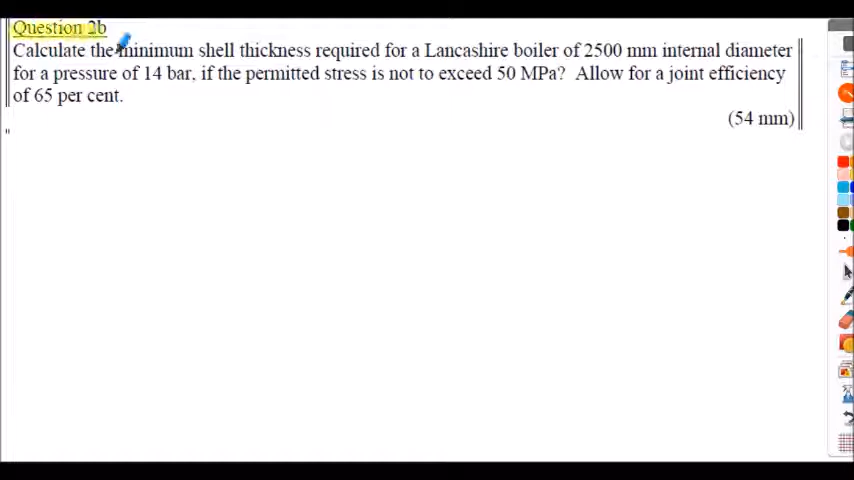 Question 2b
Calculate the minimum shell thickness required for a Lancashire boiler of 2500 mm internal diameter
for a pressure of 14 bar, if the permitted stress is not to exceed 50 MPa? Allow for a joint efficiency
of 65 per cent.
(54 mm)